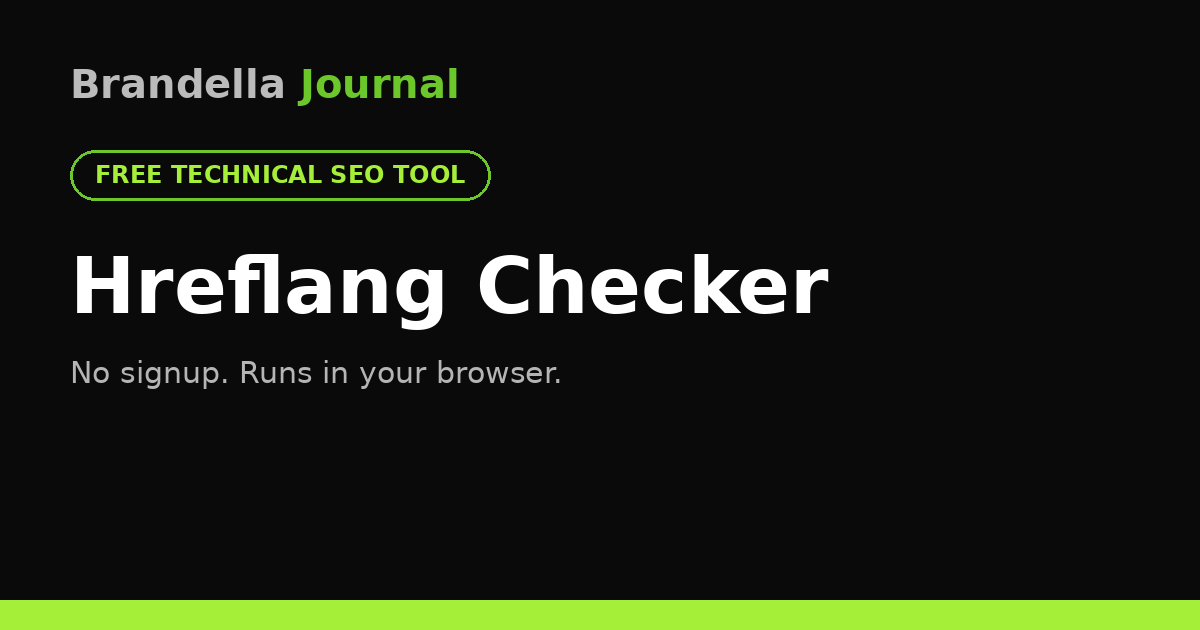 Brandella Journal
FREE TECHNICAL SEO TOOL
Hreflang Checker
No signup. Runs in your browser.